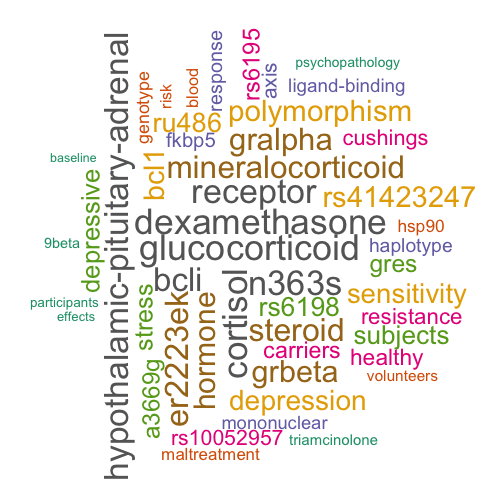 psychopathology
rs6195
axis
response
blood
risk
genotype
ligand-binding
hypothalamic-pituitary-adrenal
polymorphism
ru486
fkbp5
gralpha
cushings
baseline
bcl1
mineralocorticoid
depressive
receptor
rs41423247
dexamethasone
hsp90
9beta
glucocorticoid
haplotype
gres
bcli
n363s
cortisol
sensitivity
participants
effects
stress
er2223ek
hormone
rs6198
resistance
steroid
subjects
carriers
healthy
a3669g
grbeta
volunteers
depression
mononuclear
rs10052957
triamcinolone
maltreatment